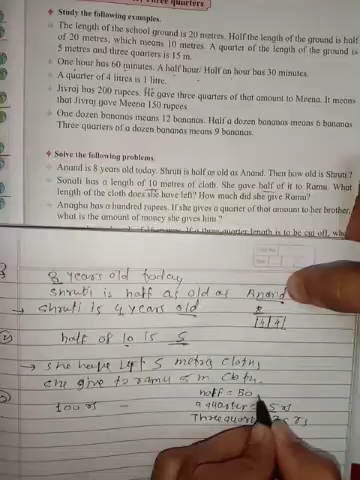 Three quarters
❖ Study the following examples.
The length of the school ground is 20 metres. Half the length of the ground is half
of 20 metres, which means 10 metres. A quarter of the length of the ground is
5 metres and three quarters is 15 m.
One hour has 60 minutes. A half hour/ Half an hour has 30 minutes.
A quarter of 4 litres is 1 litre.
Jivraj has 200 rupees. He gave three quarters of that amount to Meena. It means
that Jivraj gave Meena 150 rupees
One dozen bananas means 12 bananas. Half a dozen bananas means 6 bananas
Three quarters of a dozen bananas means 9 bananas.
❖ Solve the following problems.
Anand is 8 years old today. Shruti is half as old as Anand. Then how old is Shruti?
Sonali has a length of 10 metres of cloth. She gave half of it to Ramu. What
length of the cloth does she have left? How much did she give Ramu?
Anagha has a hundred rupees. If she gives a quarter of that amount to her brother,
what is the amount of money she gives him ?
8 years old today,
Shruti is half as old as Anand
8
→ Shruti is 4 years old
4 4
half of 10 is 5
→ She have left 5 metres cloths,
she give to ramu 5 m
half = 50
100 rs
a quarter
Three quart
rs